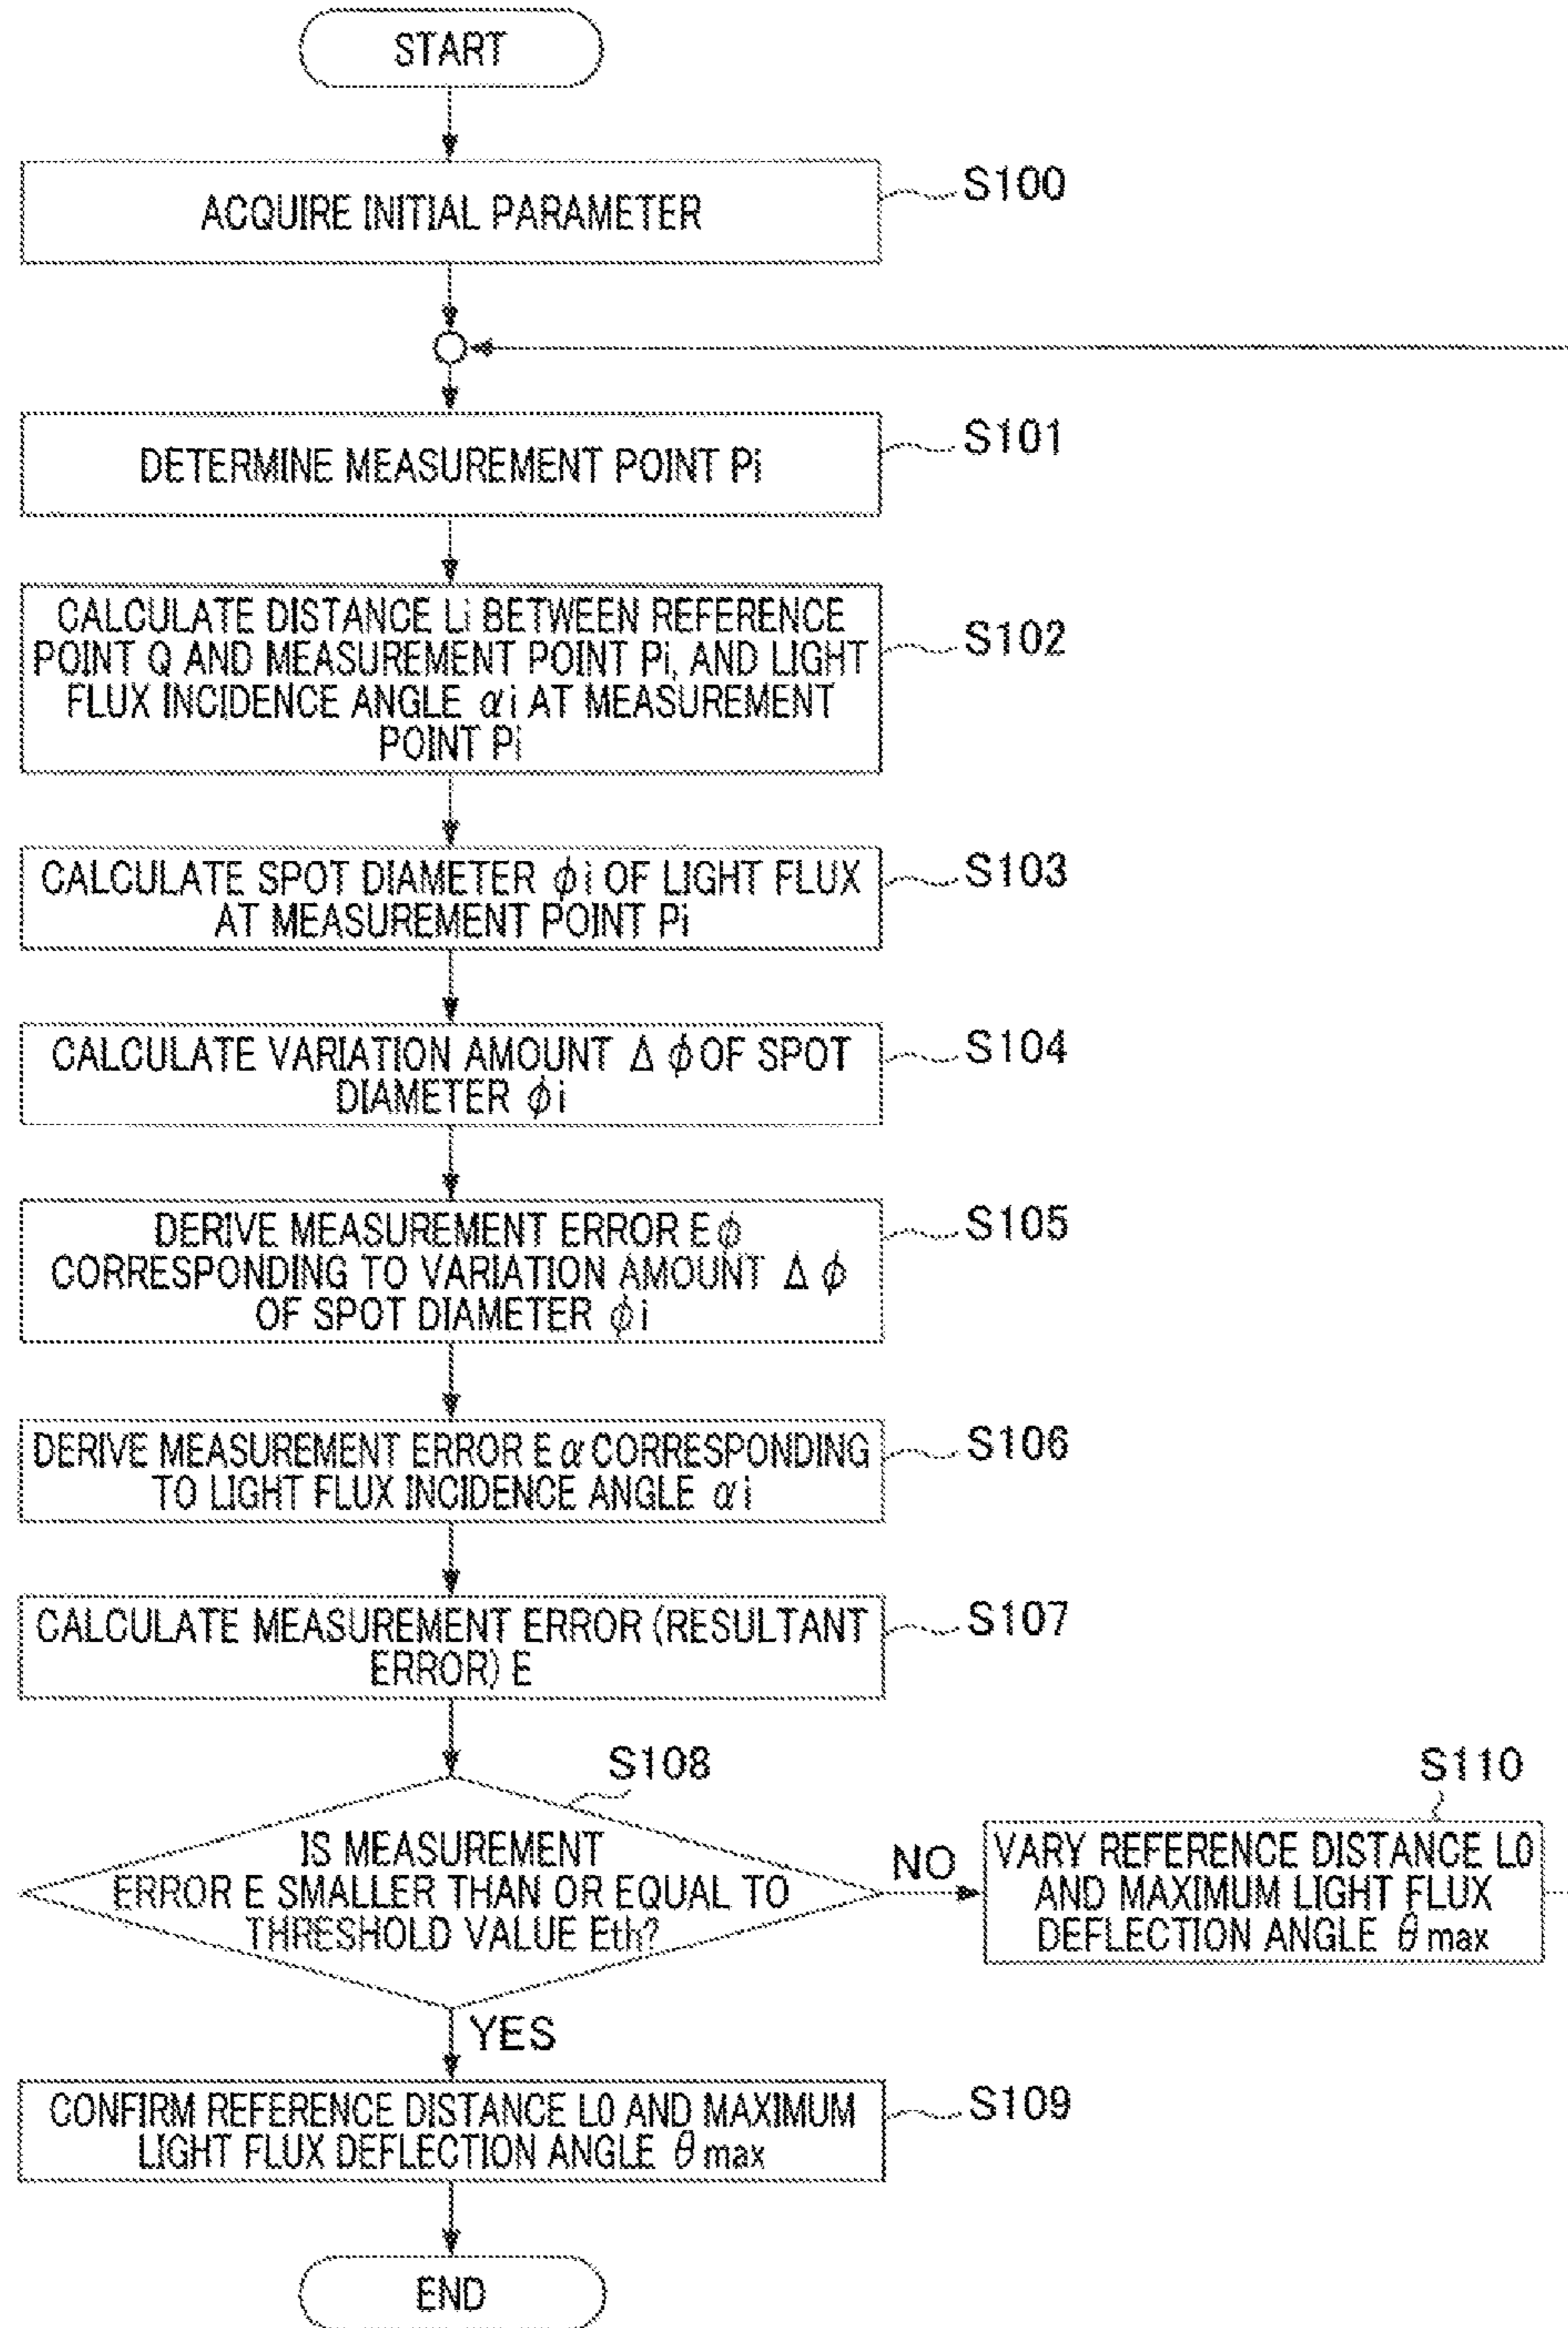 START
ACQUIRE INITIAL PARAMETER
S100
DETERMINE MEASUREMENT POINT Pi
S101
CALCULATE DISTANCE Li BETWEEN REFERENCE
POINT Q AND MEASUREMENT POINT Pi, AND LIGHT
FLUX INCIDENCE ANGLE αi AT MEASUREMENT
POINT Pi
S102
CALCULATE SPOT DIAMETER ϕi OF LIGHT FLUX
AT MEASUREMENT POINT Pi
S103
CALCULATE VARIATION AMOUNT Δϕ OF SPOT
DIAMETER ϕi
S104
DERIVE MEASUREMENT ERROR Eϕ
CORRESPONDING TO VARIATION AMOUNT Δϕ
OF SPOT DIAMETER ϕi
S105
DERIVE MEASUREMENT ERROR Eα CORRESPONDING
TO LIGHT FLUX INCIDENCE ANGLE αi
S106
CALCULATE MEASUREMENT ERROR (RESULTANT
ERROR) E
S107
S108
IS MEASUREMENT
ERROR E SMALLER THAN OR EQUAL TO
THRESHOLD VALUE Eth?
NO
S110
VARY REFERENCE DISTANCE L0
AND MAXIMUM LIGHT FLUX
DEFLECTION ANGLE θmax
YES
CONFIRM REFERENCE DISTANCE L0 AND MAXIMUM
LIGHT FLUX DEFLECTION ANGLE θmax
S109
END